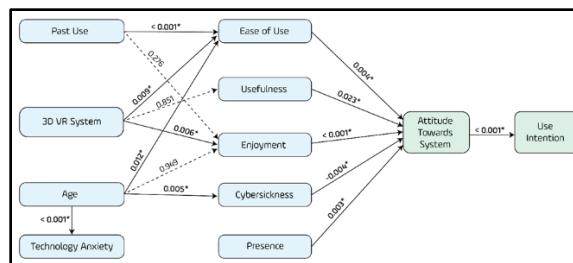 Past Use
< 0.001*
Ease of Use
0.276
0.004*
0.009*
Usefulness
0.023*
0.851
3D VR System
0.006*
Enjoyment
< 0.001*
Attitude
Towards
System
< 0.001*
Use
Intention
0.012*
0.949
-0.004*
Age
0.005*
Cybersickness
0.003*
< 0.001*
Technology Anxiety
Presence